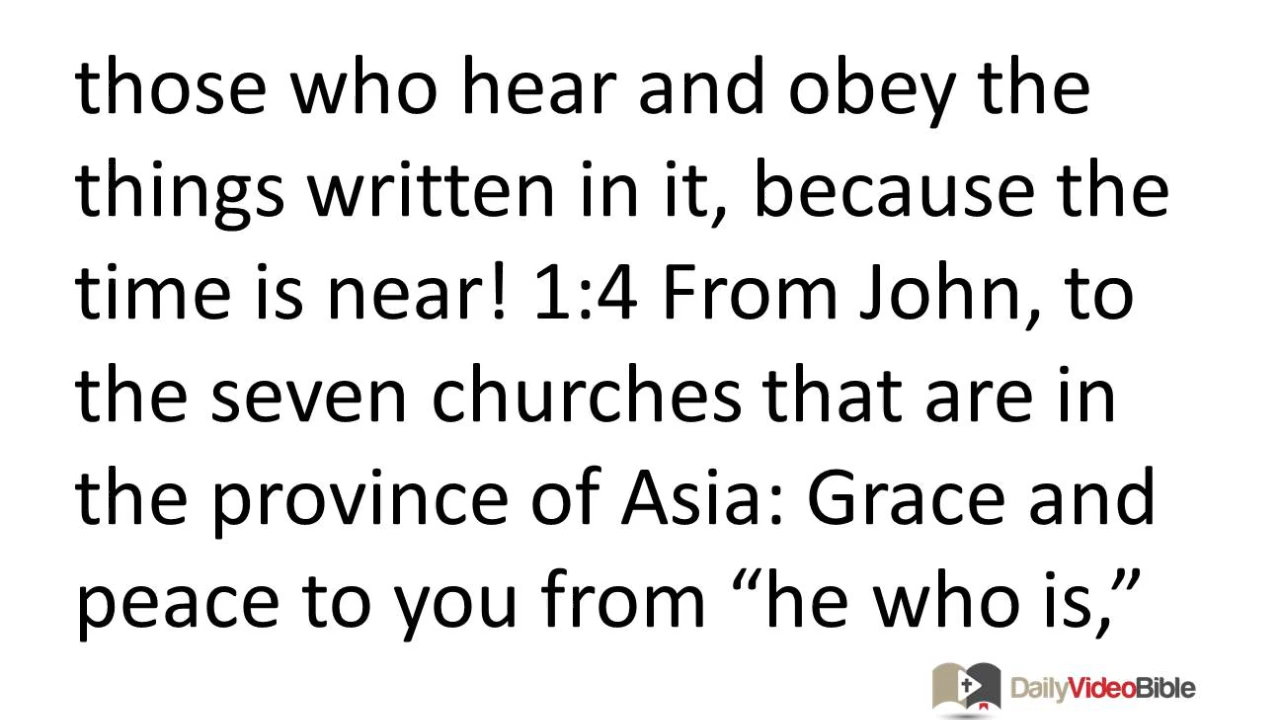 those who hear and obey the
things written in it, because the
time is near! 1:4 From John, to
the seven churches that are in
the province of Asia: Grace and
peace to you from “he who is,”
DailyVideoBible